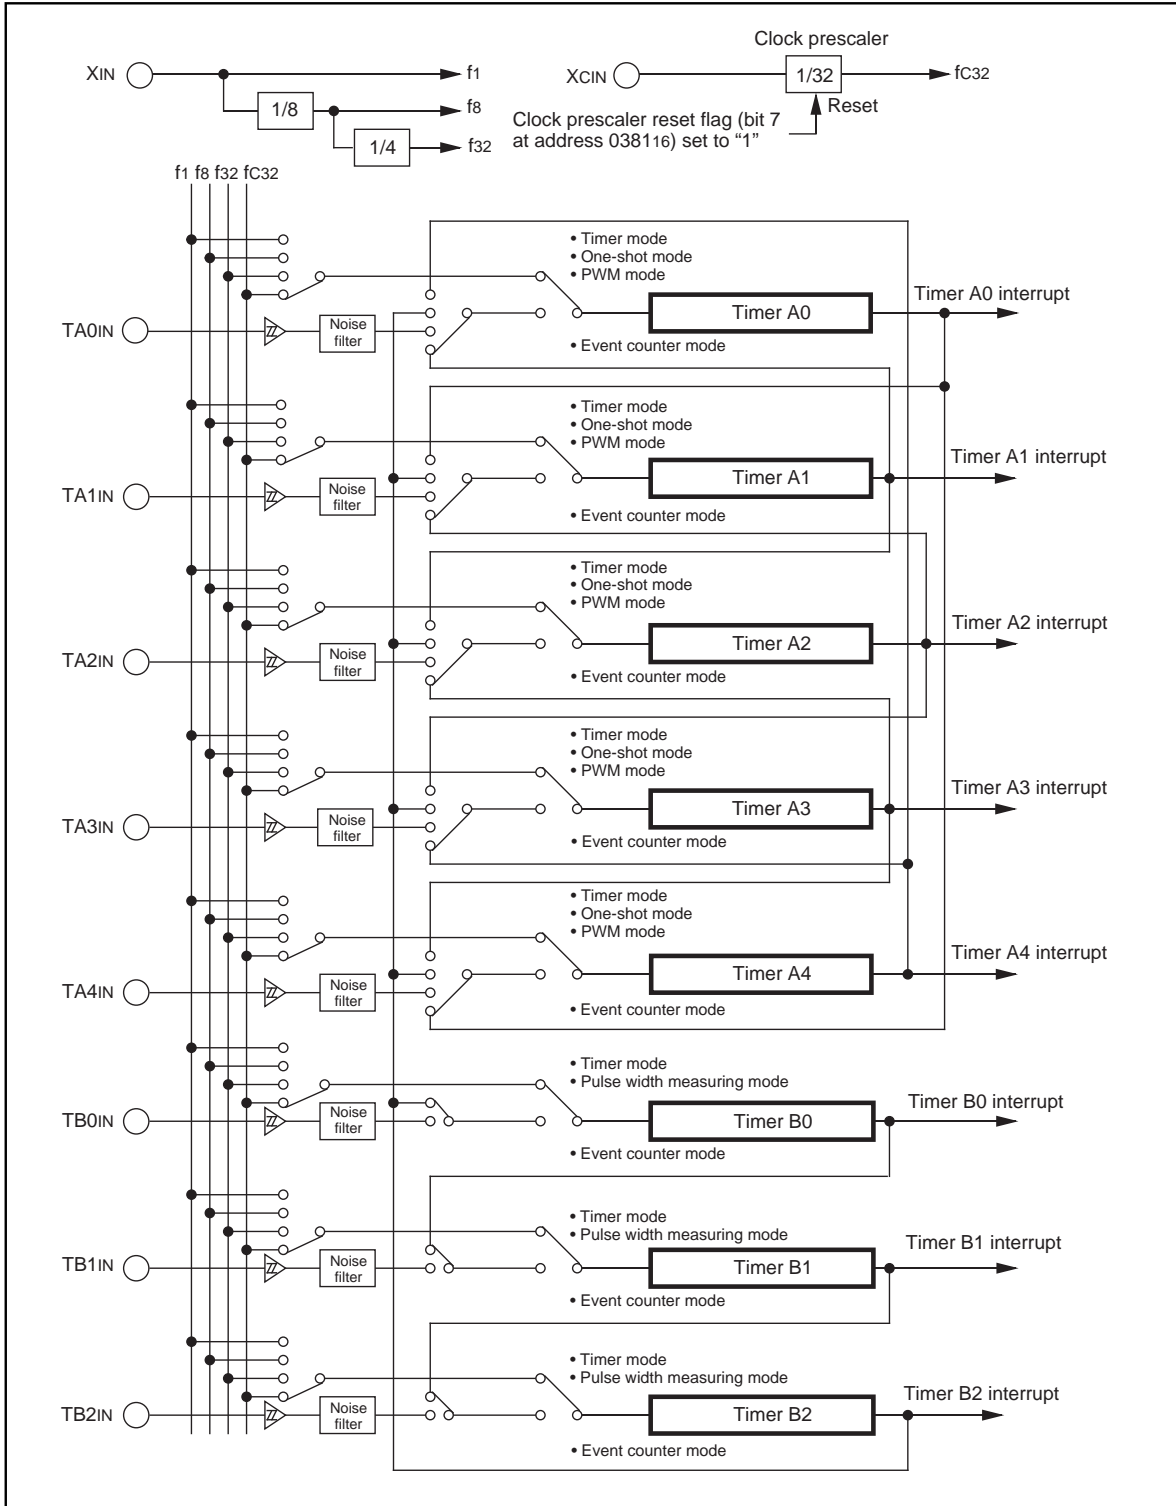 Clock prescaler
XIN
f1
XCIN
1/32
fC32
1/8
f8
Reset
Clock prescaler reset flag (bit 7
at address 038116) set to “1”
1/4
f32
f1 f8 f32 fC32
• Timer mode
• One-shot mode
• PWM mode
TA0IN
Noise
filter
Timer A0
Timer A0 interrupt
• Event counter mode
• Timer mode
• One-shot mode
• PWM mode
TA1IN
Noise
filter
Timer A1
Timer A1 interrupt
• Event counter mode
• Timer mode
• One-shot mode
• PWM mode
TA2IN
Noise
filter
Timer A2
Timer A2 interrupt
• Event counter mode
• Timer mode
• One-shot mode
• PWM mode
TA3IN
Noise
filter
Timer A3
Timer A3 interrupt
• Event counter mode
• Timer mode
• One-shot mode
• PWM mode
TA4IN
Noise
filter
Timer A4
Timer A4 interrupt
• Event counter mode
• Timer mode
• Pulse width measuring mode
TB0IN
Noise
filter
Timer B0
Timer B0 interrupt
• Event counter mode
• Timer mode
• Pulse width measuring mode
TB1IN
Noise
filter
Timer B1
Timer B1 interrupt
• Event counter mode
• Timer mode
• Pulse width measuring mode
TB2IN
Noise
filter
Timer B2
Timer B2 interrupt
• Event counter mode